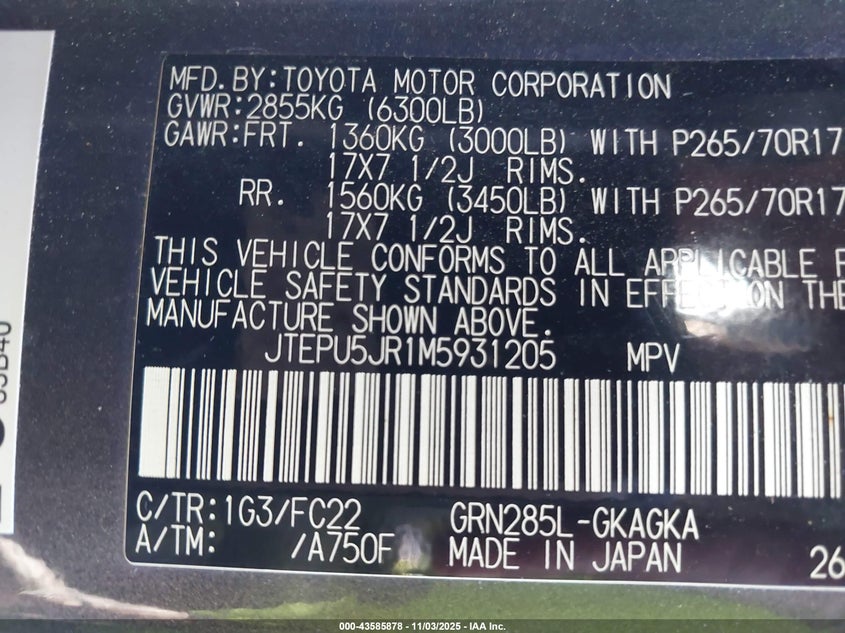 MFD.BY:TOYOTA MOTOR CORPORATION
GVWR:2855KG (6300LB)
GAWR:FRT. 1360KG (3000LB) WITH P265/70R17
17X7 1/2J RIMS.
RR. 1560KG (3450LB) WITH P265/70R17
17X7 1/2J RIMS.
THIS VEHICLE CONFORMS TO ALL APPLICABLE F
VEHICLE SAFETY STANDARDS IN EFFECT ON THE
MANUFACTURE SHOWN ABOVE.
JTEPU5JR1M5931205 MPV
C/TR:1G3/FC22 GRN285L-GKAGKA
A/TM: /A750F MADE IN JAPAN 26
000-43585878 - 11/03/2025 - IAA Inc.